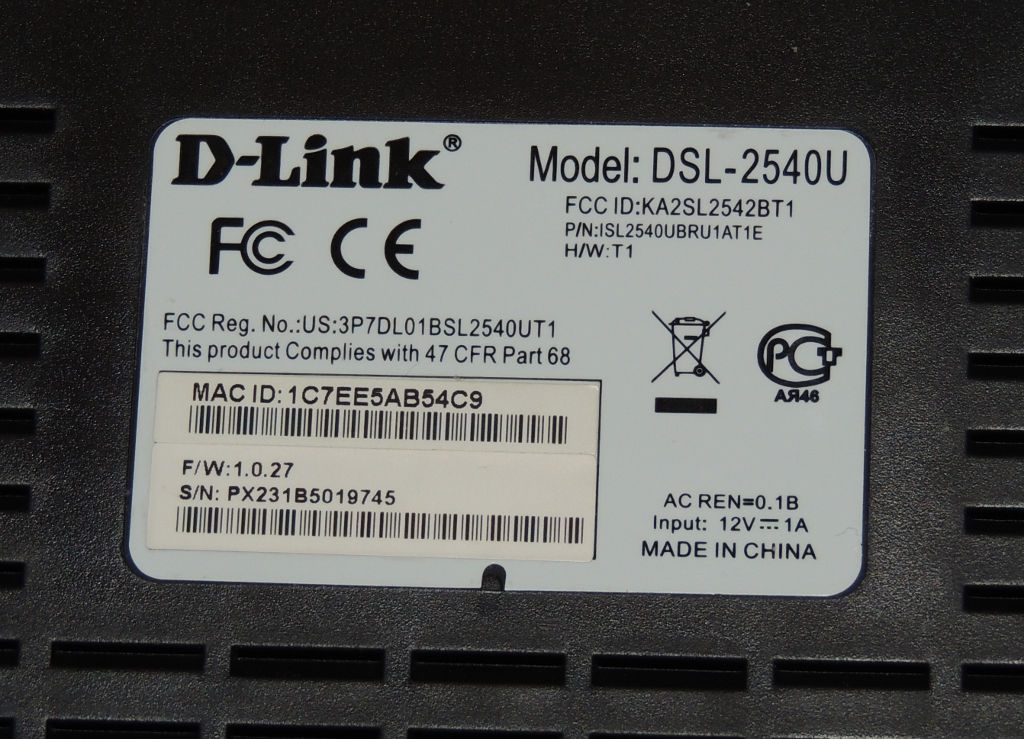 D-Link®
Model: DSL-2540U
FCC ID:KA2SL2542BT1
P/N:ISL2540UBRU1AT1E
H/W:T1
FC CE
FCC Reg. No.:US:3P7DL01BSL2540UT1
This product Complies with 47 CFR Part 68
PCT
АЯ46
MAC ID: 1C7EE5AB54C9
F/W:1.0.27
S/N: PX231B5019745
AC REN=0.1B
Input: 12V⎓1A
MADE IN CHINA